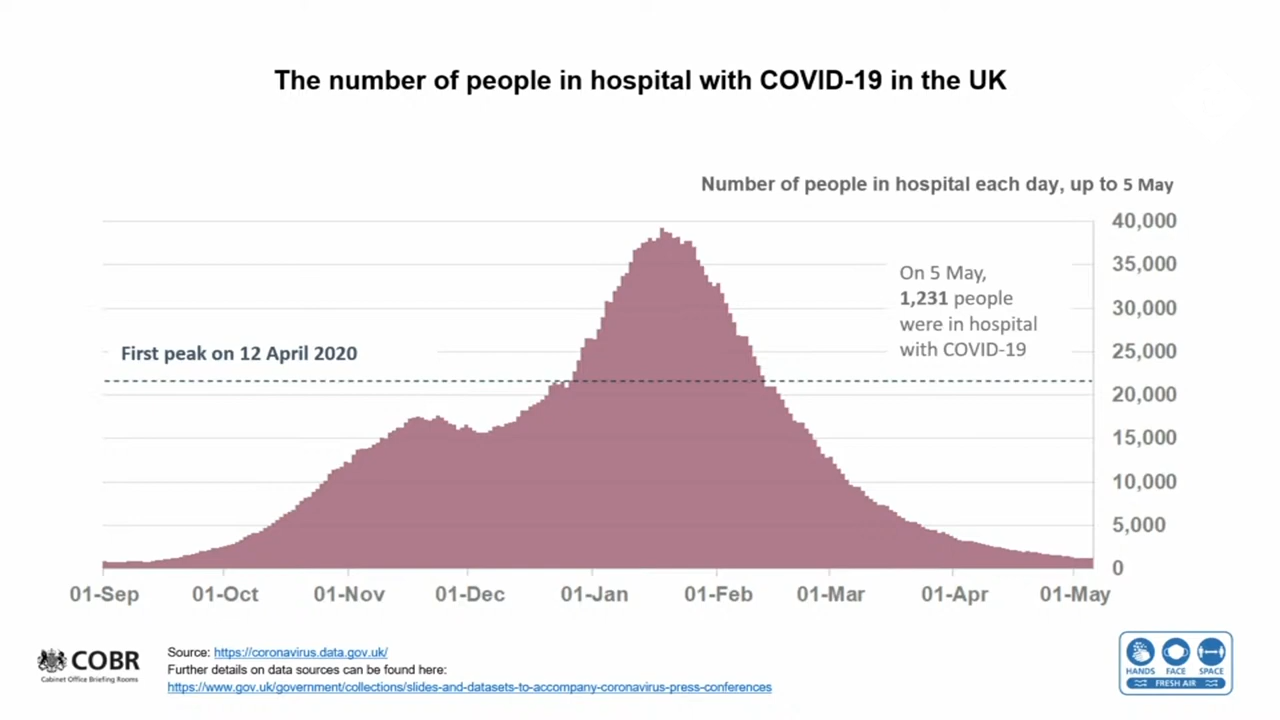 The number of people in hospital with COVID-19 in the UK
Number of people in hospital each day, up to 5 May
40,000
35,000
30,000
25,000
20,000
15,000
10,000
5,000
0
On 5 May,
1,231 people
were in hospital
with COVID-19
First peak on 12 April 2020
01-Sep 01-Oct 01-Nov 01-Dec 01-Jan 01-Feb 01-Mar 01-Apr 01-May
COBR
Cabinet Office Briefing Rooms
Source: https://coronavirus.data.gov.uk/
Further details on data sources can be found here:
https://www.gov.uk/government/collections/slides-and-datasets-to-accompany-coronavirus-press-conferences
HANDS FACE SPACE
FRESH AIR